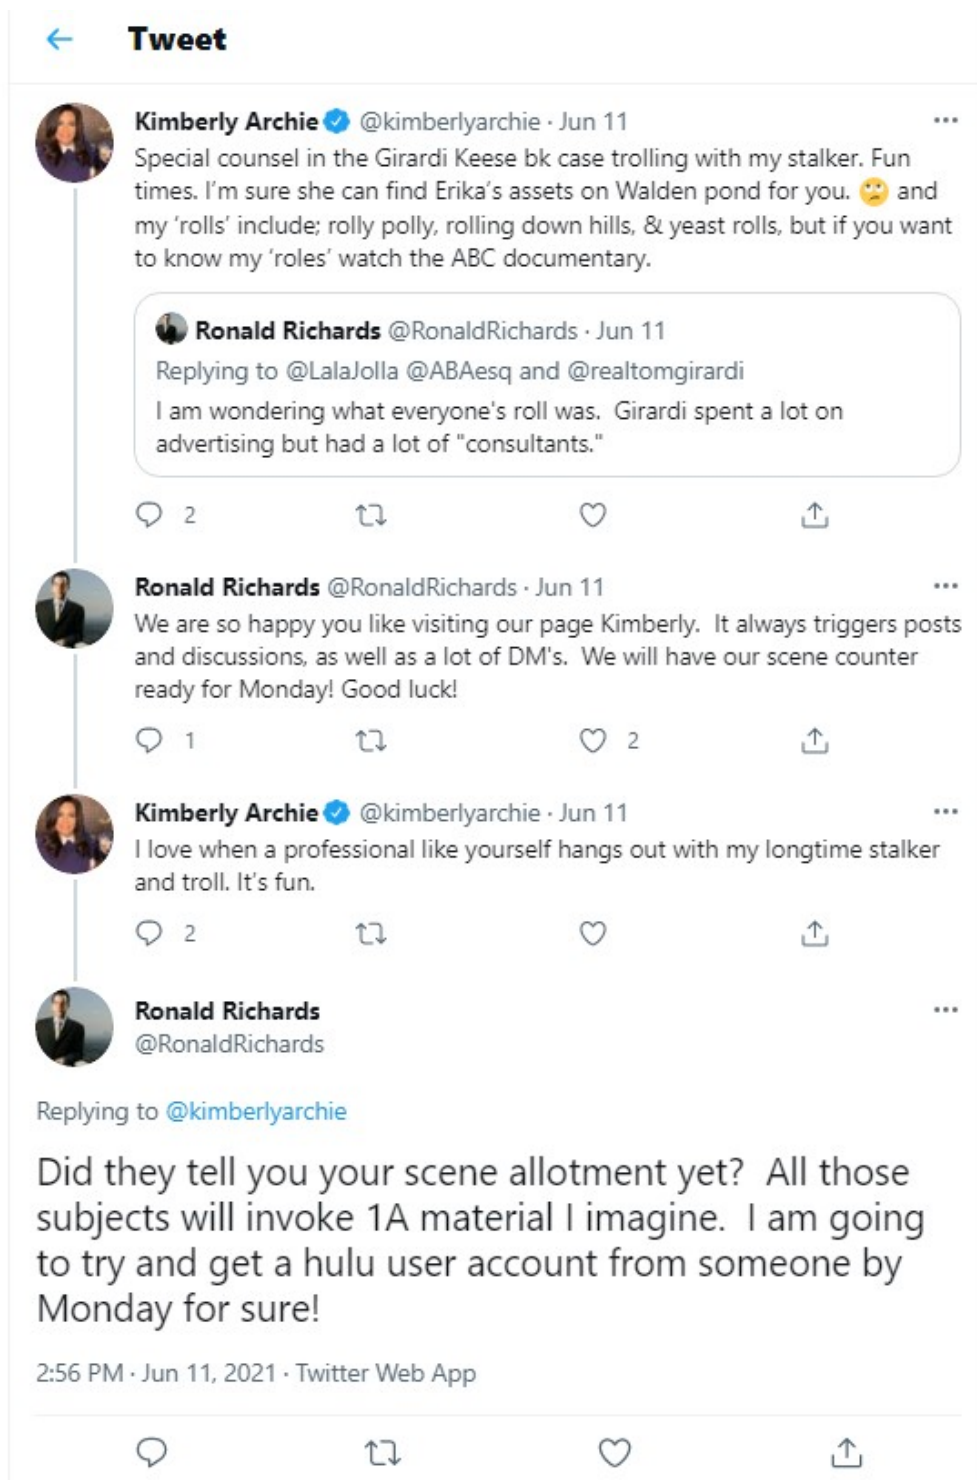 Tweet
Kimberly Archie @kimberlyarchie · Jun 11
Special counsel in the Girardi Keese bk case trolling with my stalker. Fun
times. I'm sure she can find Erika's assets on Walden pond for you. 🙄 and
my 'rolls' include; rolly polly, rolling down hills, & yeast rolls, but if you want
to know my 'roles' watch the ABC documentary.
Ronald Richards @RonaldRichards · Jun 11
Replying to @LalaJolla @ABAesq and @realtomgirardi
I am wondering what everyone's roll was.  Girardi spent a lot on
advertising but had a lot of "consultants."
2
Ronald Richards @RonaldRichards · Jun 11
We are so happy you like visiting our page Kimberly.  It always triggers posts
and discussions, as well as a lot of DM's.  We will have our scene counter
ready for Monday! Good luck!
1 2
Kimberly Archie @kimberlyarchie · Jun 11
I love when a professional like yourself hangs out with my longtime stalker
and troll. It's fun.
2
Ronald Richards
@RonaldRichards
Replying to @kimberlyarchie
Did they tell you your scene allotment yet?  All those
subjects will invoke 1A material I imagine.  I am going
to try and get a hulu user account from someone by
Monday for sure!
2:56 PM · Jun 11, 2021 · Twitter Web App